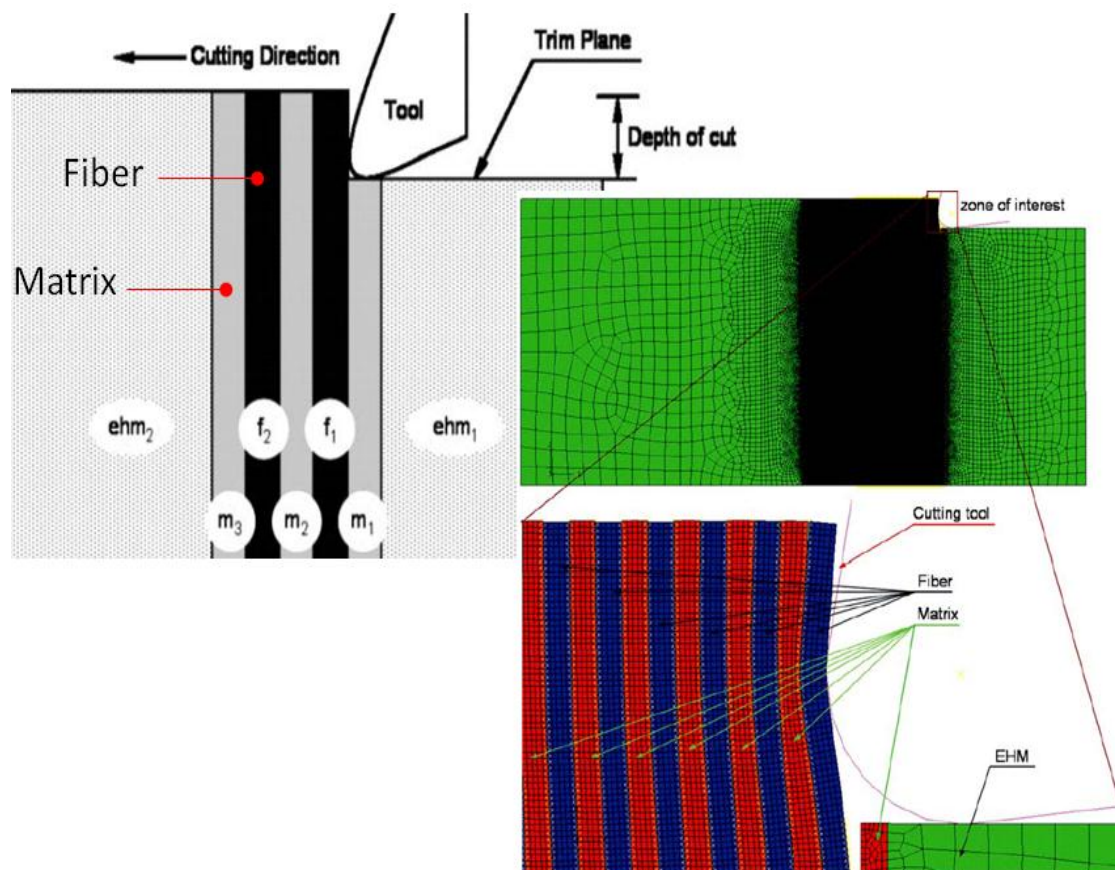 Cutting Direction
Trim Plane
Tool
Depth of cut
Fiber
Matrix
zone of interest
ehm2
f2
f1
ehm1
m3
m2
m1
Cutting tool
Fiber
Matrix
EHM